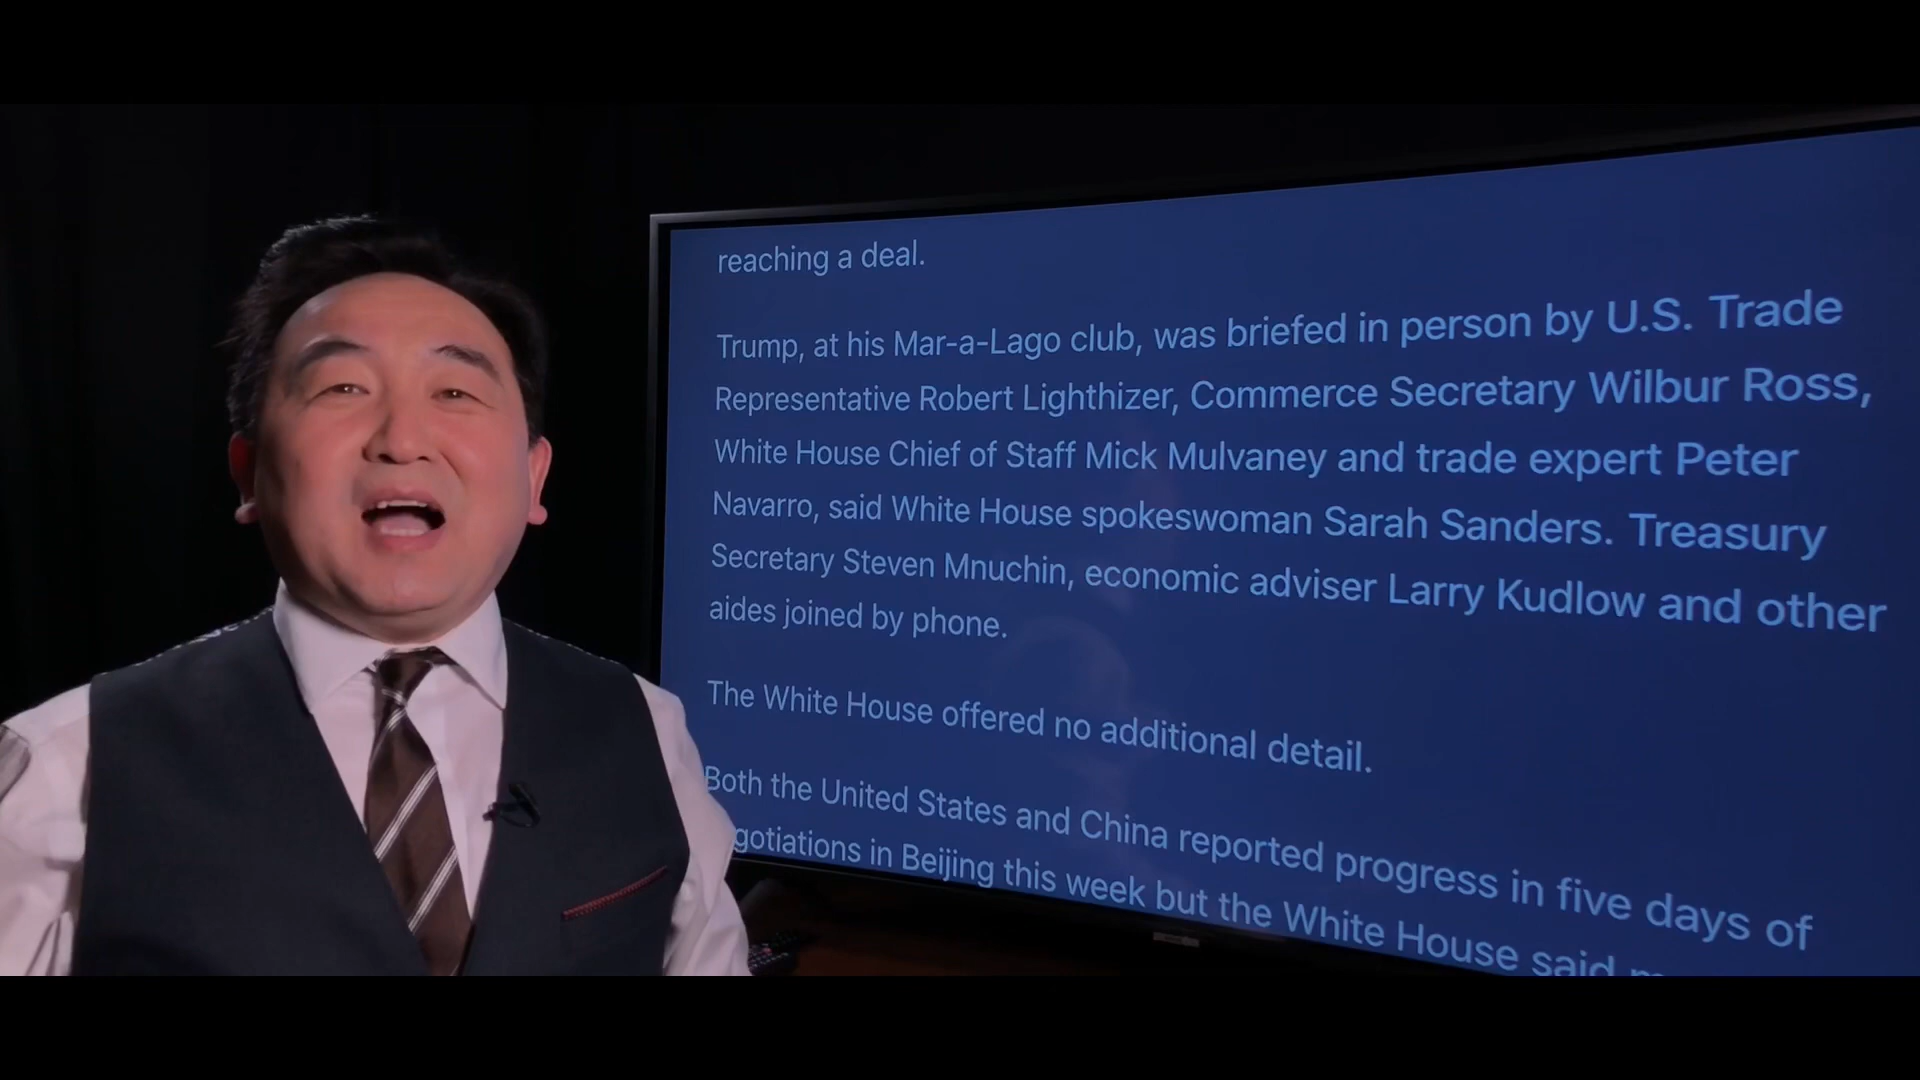 reaching a deal.
Trump, at his Mar-a-Lago club, was briefed in person by U.S. Trade
Representative Robert Lighthizer, Commerce Secretary Wilbur Ross,
White House Chief of Staff Mick Mulvaney and trade expert Peter
Navarro, said White House spokeswoman Sarah Sanders. Treasury
Secretary Steven Mnuchin, economic adviser Larry Kudlow and other
aides joined by phone.
The White House offered no additional detail.
Both the United States and China reported progress in five days of
gotiations in Beijing this week but the White House said